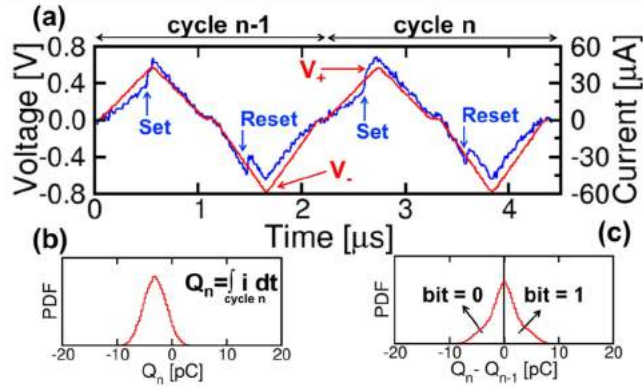 (a)
cycle n-1
cycle n
Voltage [V]
0.8
0.4
0.0
-0.4
-0.8
Current [μA]
60
30
0
-30
-60
V+
Set
Reset
V-
Set
Reset
0
1
2
3
4
Time [μs]
(b)
PDF
Qn=∫ i dt
cycle n
-20
-10
0
10
20
Qn [pC]
(c)
PDF
bit = 0
bit = 1
-20
-10
0
10
20
Qn- Qn-1 [pC]